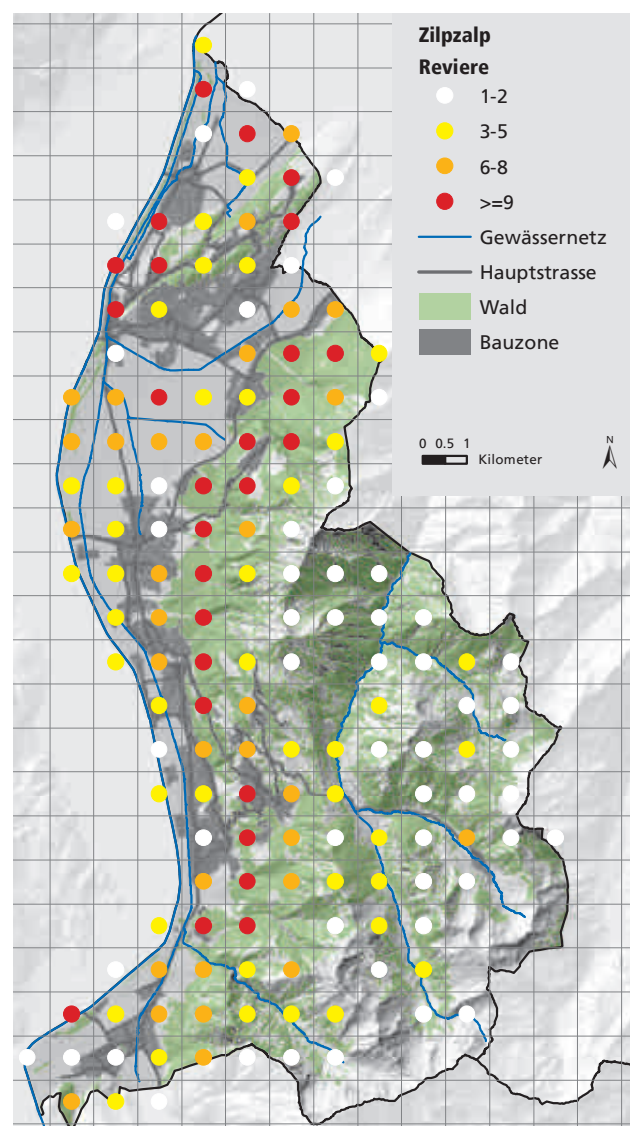 Zilpzalp
Reviere
1-2
3-5
6-8
>=9
Gewässernetz
Hauptstrasse
Wald
Bauzone
0 0.5 1
Kilometer
N